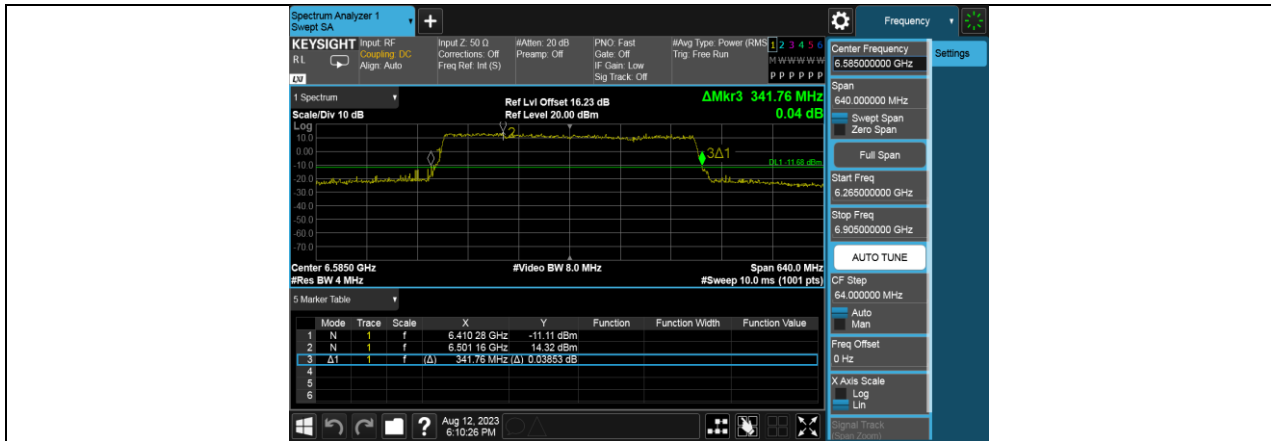 Spectrum Analyzer 1
Swept SA
Frequency
KEYSIGHT
RL
LXI
Input: RF
Coupling: DC
Align: Auto
Input Z: 50 Ω
Corrections: Off
Freq Ref: Int (S)
#Atten: 20 dB
Preamp: Off
PNO: Fast
Gate: Off
IF Gain: Low
Sig Track: Off
#Avg Type: Power (RMS
Trig: Free Run
1 2 3 4 5 6
M W W W W W
P P P P P P
1 Spectrum
Scale/Div 10 dB
Ref Lvl Offset 16.23 dB
Ref Level 20.00 dBm
ΔMkr3 341.76 MHz
0.04 dB
Log
10.0
0.00
-10.0
-20.0
-30.0
-40.0
-50.0
-60.0
-70.0
1
2
3Δ1
DL1 -11.68 dBm
Center 6.5850 GHz
#Video BW 8.0 MHz
Span 640.0 MHz
#Res BW 4 MHz
#Sweep 10.0 ms (1001 pts)
5 Marker Table
Mode Trace Scale X Y Function Function Width Function Value
1 N 1 f 6.410 28 GHz -11.11 dBm
2 N 1 f 6.501 16 GHz 14.32 dBm
3 Δ1 1 f (Δ) 341.76 MHz (Δ) 0.03853 dB
4
5
6
Aug 12, 2023
6:10:26 PM
Center Frequency
6.585000000 GHz
Settings
Span
640.000000 MHz
Swept Span
Zero Span
Full Span
Start Freq
6.265000000 GHz
Stop Freq
6.905000000 GHz
AUTO TUNE
CF Step
64.000000 MHz
Auto
Man
Freq Offset
0 Hz
X Axis Scale
Log
Lin
Signal Track
(Span Zoom)